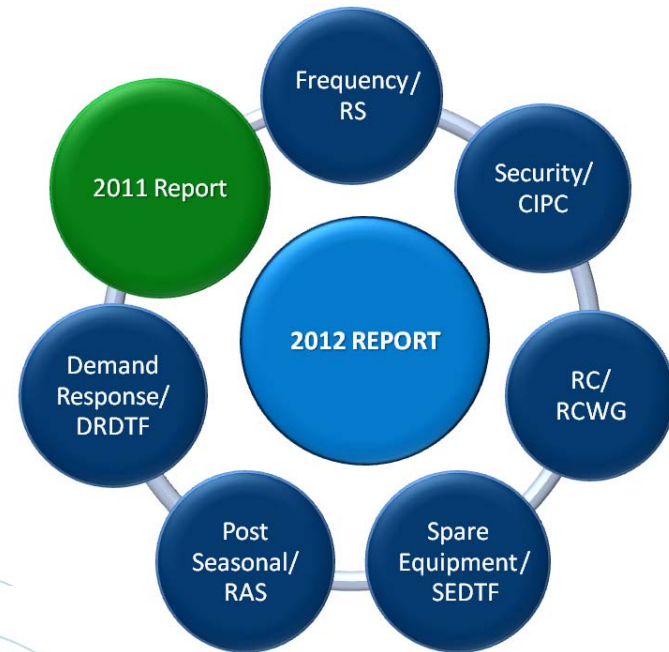 Frequency/
RS
Security/
CIPC
2011 Report
2012 REPORT
RC/
RCWG
Demand
Response/
DRDTF
Post
Seasonal/
RAS
Spare
Equipment/
SEDTF